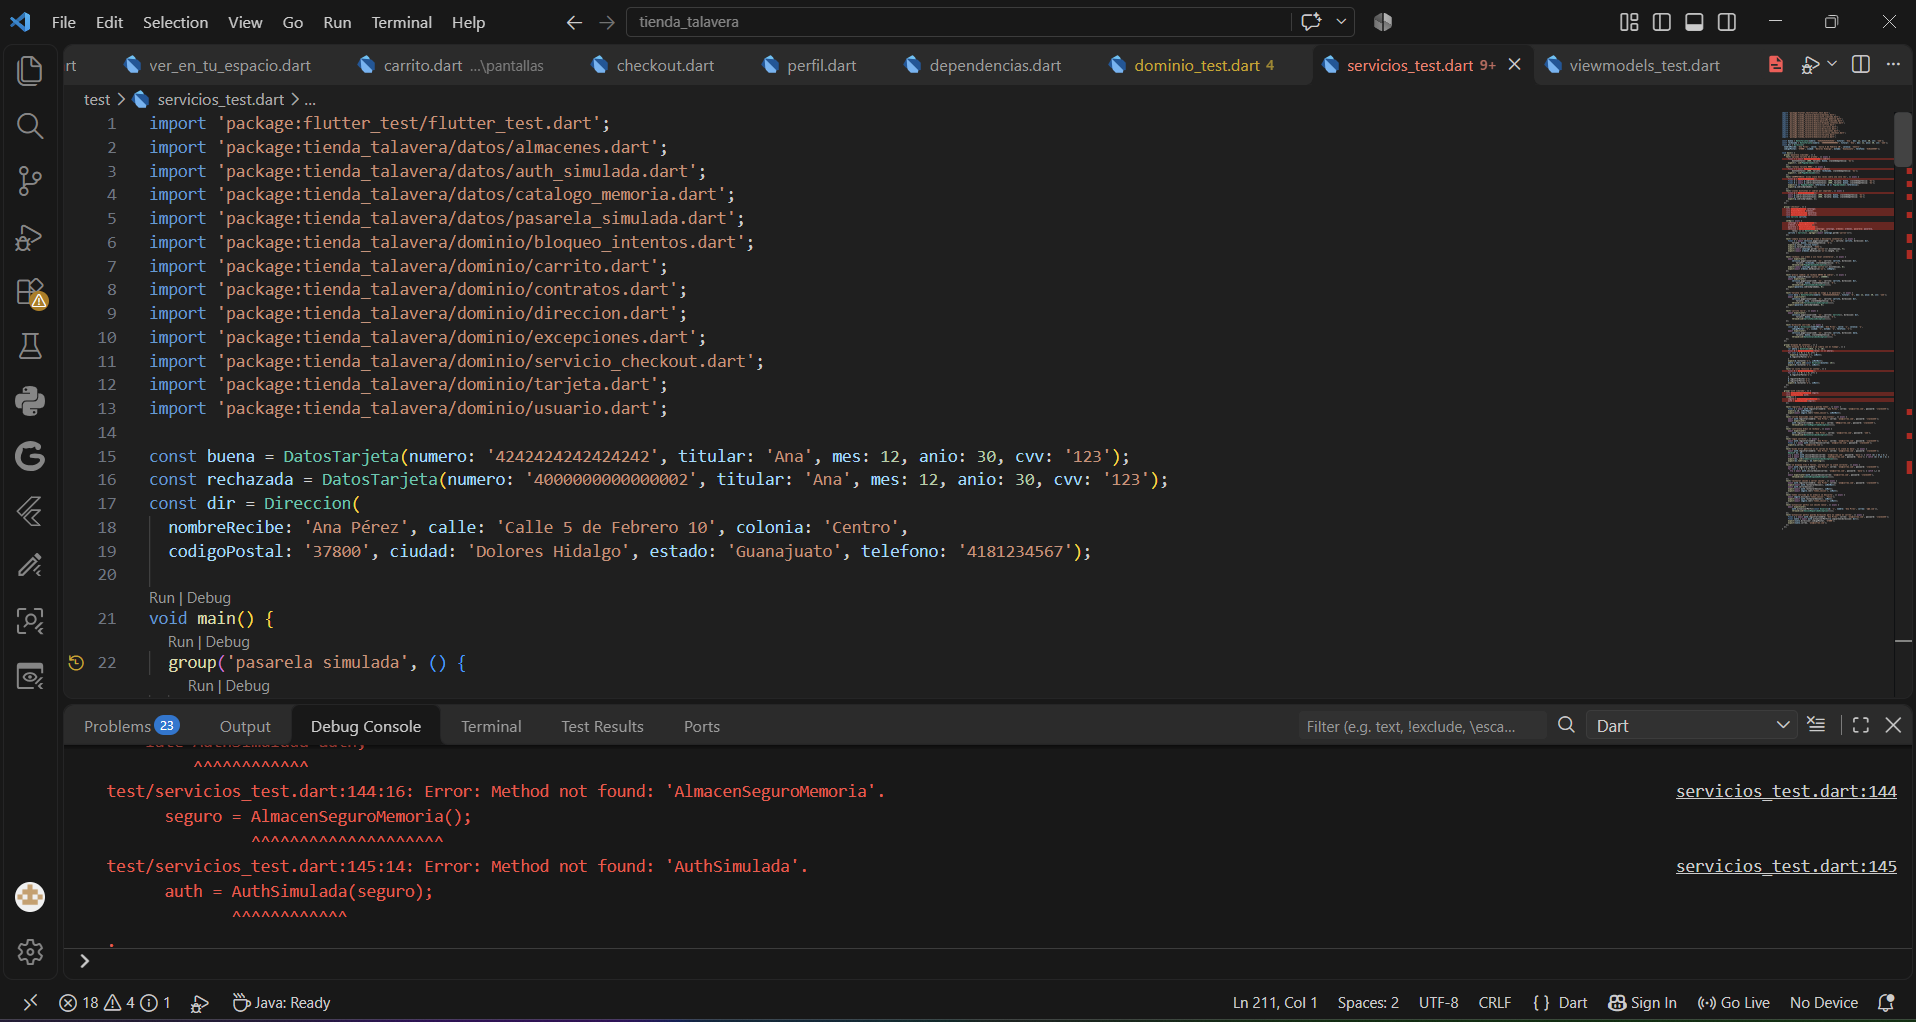 File Edit Selection View Go Run Terminal Help
tienda_talavera
rt ver_en_tu_espacio.dart carrito.dart ...\pantallas checkout.dart perfil.dart dependencias.dart dominio_test.dart 4 servicios_test.dart 9+ viewmodels_test.dart
test > servicios_test.dart > ...
1 import 'package:flutter_test/flutter_test.dart';
2 import 'package:tienda_talavera/datos/almacenes.dart';
3 import 'package:tienda_talavera/datos/auth_simulada.dart';
4 import 'package:tienda_talavera/datos/catalogo_memoria.dart';
5 import 'package:tienda_talavera/datos/pasarela_simulada.dart';
6 import 'package:tienda_talavera/dominio/bloqueo_intentos.dart';
7 import 'package:tienda_talavera/dominio/carrito.dart';
8 import 'package:tienda_talavera/dominio/contratos.dart';
9 import 'package:tienda_talavera/dominio/direccion.dart';
10 import 'package:tienda_talavera/dominio/excepciones.dart';
11 import 'package:tienda_talavera/dominio/servicio_checkout.dart';
12 import 'package:tienda_talavera/dominio/tarjeta.dart';
13 import 'package:tienda_talavera/dominio/usuario.dart';
14
15 const buena = DatosTarjeta(numero: '4242424242424242', titular: 'Ana', mes: 12, anio: 30, cvv: '123');
16 const rechazada = DatosTarjeta(numero: '4000000000000002', titular: 'Ana', mes: 12, anio: 30, cvv: '123');
17 const dir = Direccion(
18 nombreRecibe: 'Ana Pérez', calle: 'Calle 5 de Febrero 10', colonia: 'Centro',
19 codigoPostal: '37800', ciudad: 'Dolores Hidalgo', estado: 'Guanajuato', telefono: '4181234567');
20
Run | Debug
21 void main() {
Run | Debug
22 group('pasarela simulada', () {
Run | Debug
Problems 23 Output Debug Console Terminal Test Results Ports Filter (e.g. text, !exclude, \esca... Dart
late AuthSimulada auth;
^^^^^^^^^^^^
test/servicios_test.dart:144:16: Error: Method not found: 'AlmacenSeguroMemoria'. servicios_test.dart:144
seguro = AlmacenSeguroMemoria();
^^^^^^^^^^^^^^^^^^^^
test/servicios_test.dart:145:14: Error: Method not found: 'AuthSimulada'. servicios_test.dart:145
auth = AuthSimulada(seguro);
^^^^^^^^^^^^
.
>
18 4 1 Java: Ready Ln 211, Col 1 Spaces: 2 UTF-8 CRLF { } Dart Sign In Go Live No Device